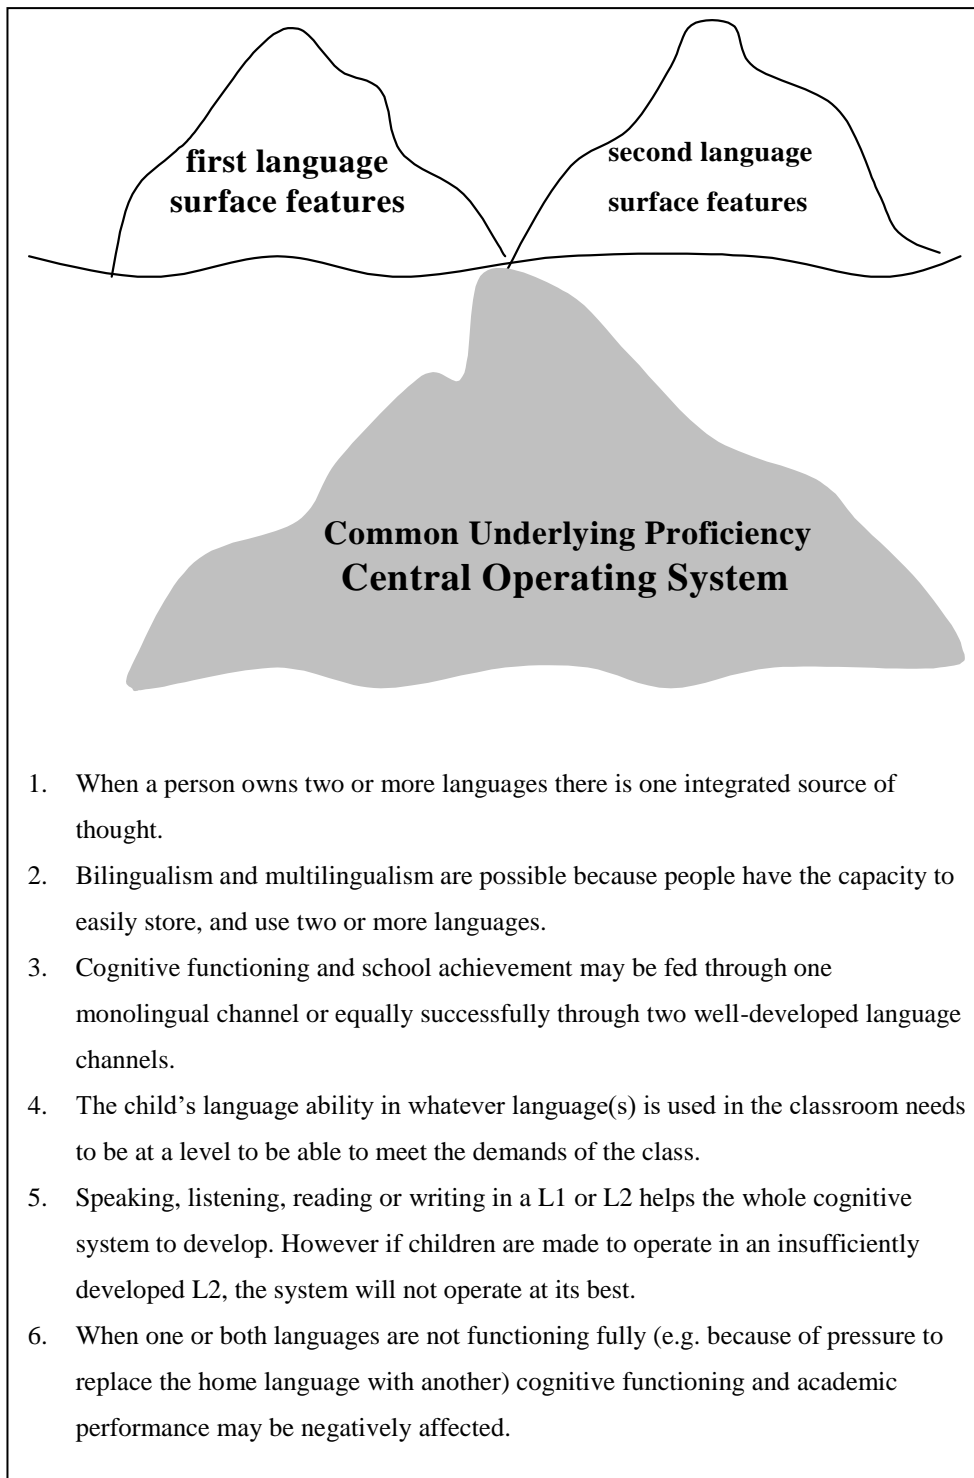 first language
surface features
second language
surface features
Common Underlying Proficiency
Central Operating System
1. When a person owns two or more languages there is one integrated source of
thought.
2. Bilingualism and multilingualism are possible because people have the capacity to
easily store, and use two or more languages.
3. Cognitive functioning and school achievement may be fed through one
monolingual channel or equally successfully through two well-developed language
channels.
4. The child’s language ability in whatever language(s) is used in the classroom needs
to be at a level to be able to meet the demands of the class.
5. Speaking, listening, reading or writing in a L1 or L2 helps the whole cognitive
system to develop. However if children are made to operate in an insufficiently
developed L2, the system will not operate at its best.
6. When one or both languages are not functioning fully (e.g. because of pressure to
replace the home language with another) cognitive functioning and academic
performance may be negatively affected.